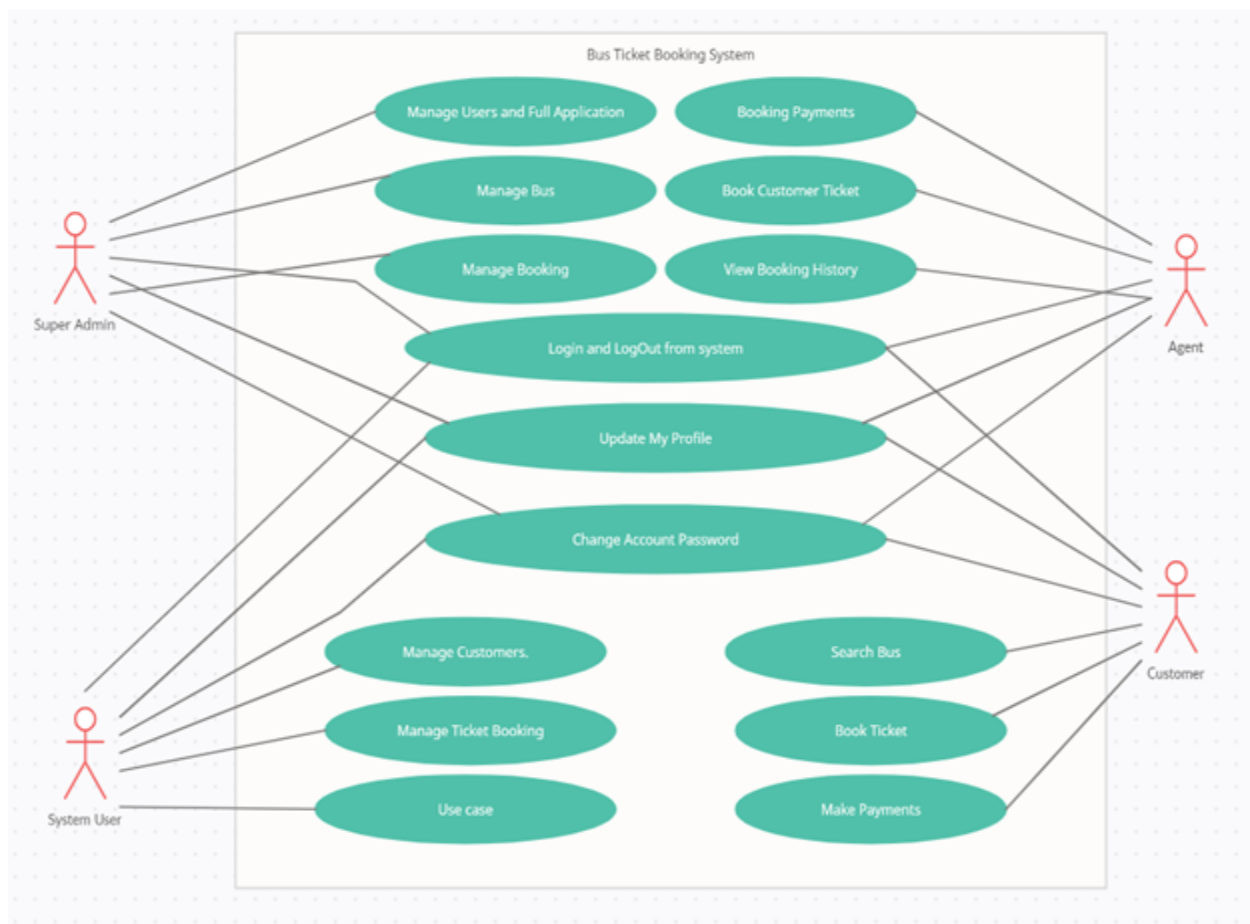 Bus Ticket Booking System
Manage Users and Full Application
Booking Payments
Manage Bus
Book Customer Ticket
Manage Booking
View Booking History
Super Admin
Login and LogOut from system
Agent
Update My Profile
Change Account Password
Manage Customers.
Search Bus
Customer
Manage Ticket Booking
Book Ticket
Use case
Make Payments
System User